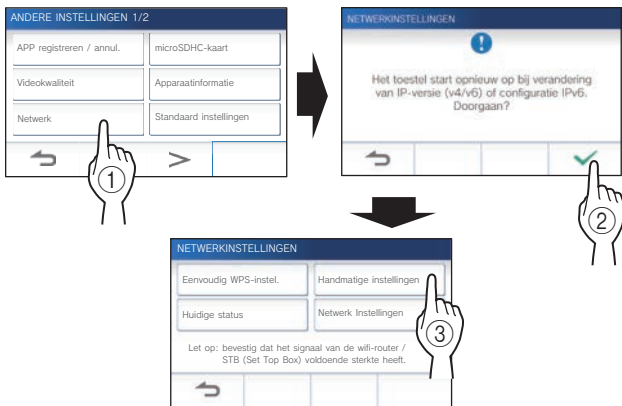 ANDERE INSTELLINGEN 1/2
APP registreren / annul.
microSDHC-kaart
Videokwaliteit
Apparaatinformatie
Netwerk
Standaard instellingen
>
1
NETWERKINSTELLINGEN
!
Het toestel start opnieuw op bij verandering
van IP-versie (v4/v6) of configuratie IPv6.
Doorgaan?
2
NETWERKINSTELLINGEN
Eenvoudig WPS-instel.
Handmatige instellingen
Huidige status
Netwerk Instellingen
3
Let op: bevestig dat het signaal van de wifi-router /
STB (Set Top Box) voldoende sterkte heeft.